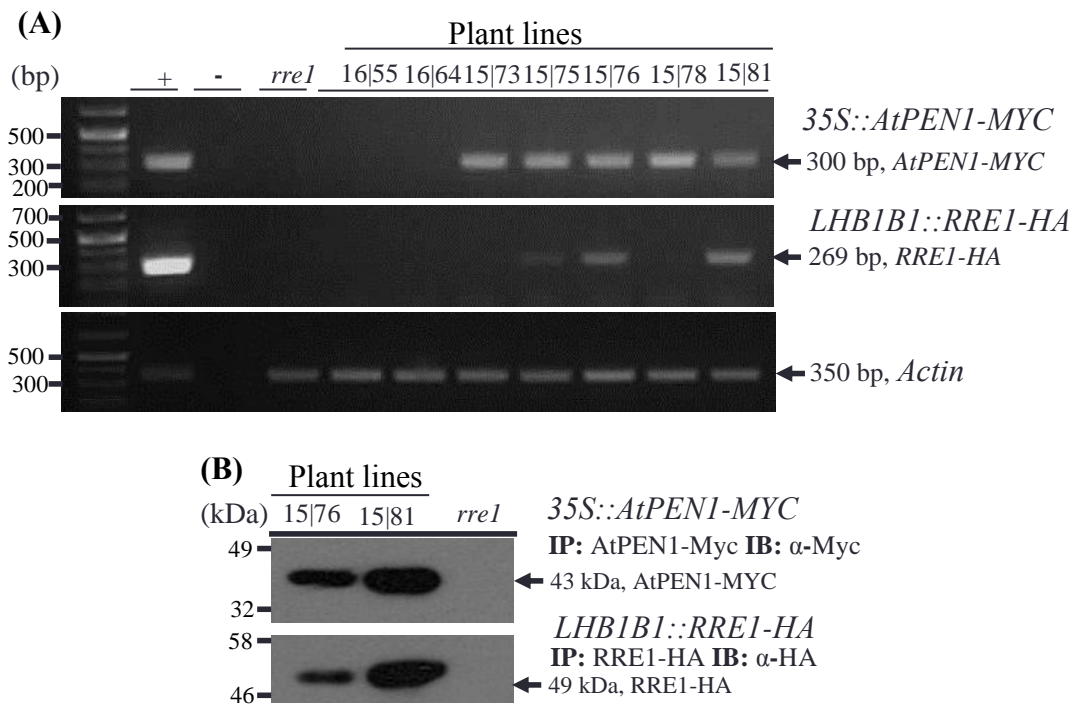 (A)
Plant lines
(bp) + - rre1 16|55 16|64 15|73 15|75 15|76 15|78 15|81
35S::AtPEN1-MYC
500
300
200
300 bp, AtPEN1-MYC
LHB1B1::RRE1-HA
700
500
300
269 bp, RRE1-HA
500
300
350 bp, Actin
(B)
Plant lines
(kDa) 15|76 15|81 rre1
35S::AtPEN1-MYC
IP: AtPEN1-Myc IB: α-Myc
49
43 kDa, AtPEN1-MYC
32
LHB1B1::RRE1-HA
58
IP: RRE1-HA IB: α-HA
49 kDa, RRE1-HA
46